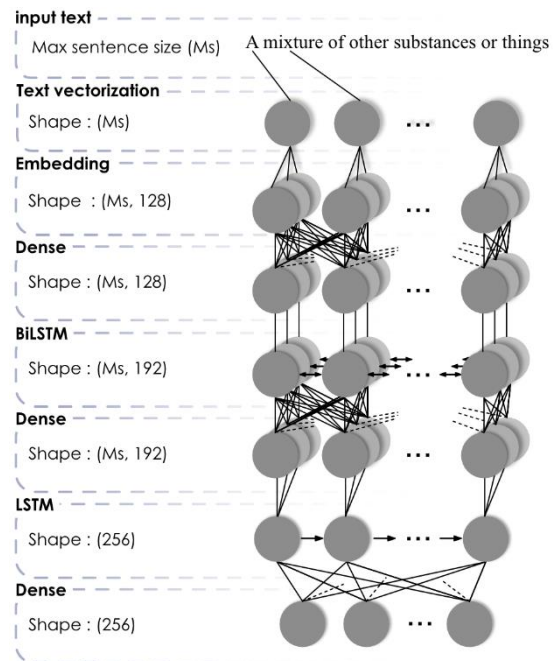 input text
Max sentence size (Ms)
A mixture of other substances or things
Text vectorization
Shape : (Ms)
...
Embedding
Shape : (Ms, 128)
...
Dense
Shape : (Ms, 128)
...
BiLSTM
Shape : (Ms, 192)
...
Dense
Shape : (Ms, 192)
...
LSTM
Shape : (256)
...
Dense
Shape : (256)
...